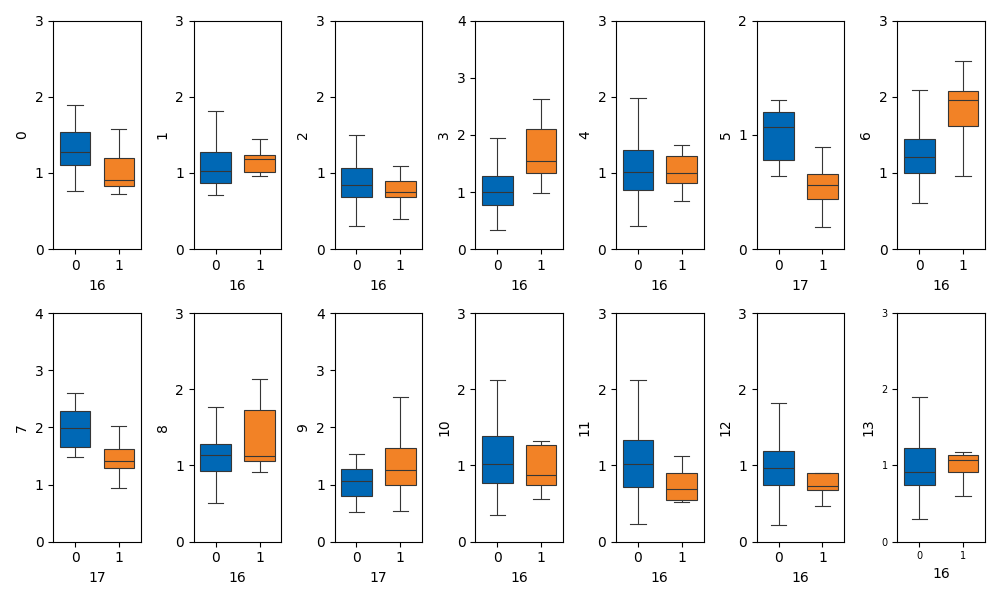 3 3 3 4 3 2 3
3
2 2 2 2 2
2
0 1 2 3 4 5 6
1
1 1 1 1 1
1
0 0 0 0 0 0 0
0 1 0 1 0 1 0 1 0 1 0 1 0 1
16 16 16 16 16 17 16
4 3 4 3 3 3 3
3 3
2 2 2 2 2
2 2
7 8 9 10 11 12 13
1 1 1 1 1
1 1
0 0 0 0 0 0 0
0 1 0 1 0 1 0 1 0 1 0 1 0 1
17 16 17 16 16 16 16